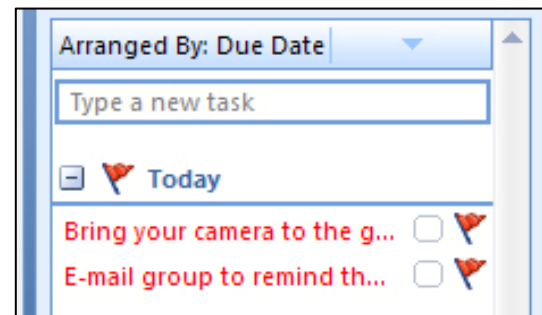 Arranged By: Due Date
Type a new task
Today
Bring your camera to the g...
E-mail group to remind th...